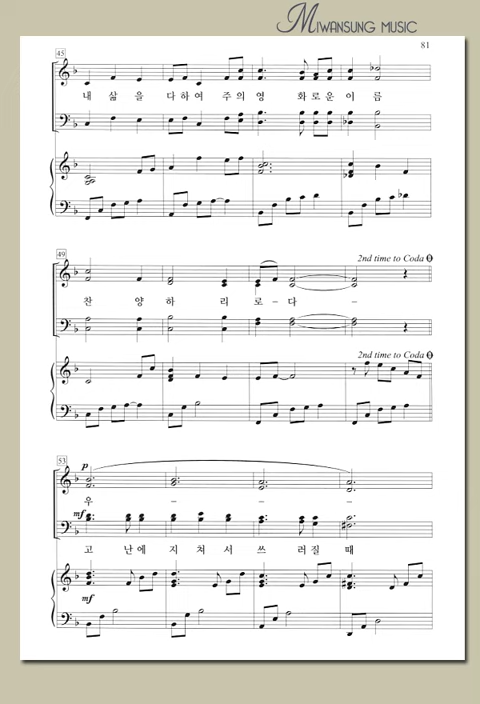 MIWANSUNG MUSIC
81
45
내 삶 을 다 하 여 주 의 영 화 로 운 이 름
49
2nd time to Coda
찬 양 하 리 로 - 다 -
2nd time to Coda
53
p
우 - - -
mf
고 난 에 지 쳐 서 쓰 러 질 때
mf